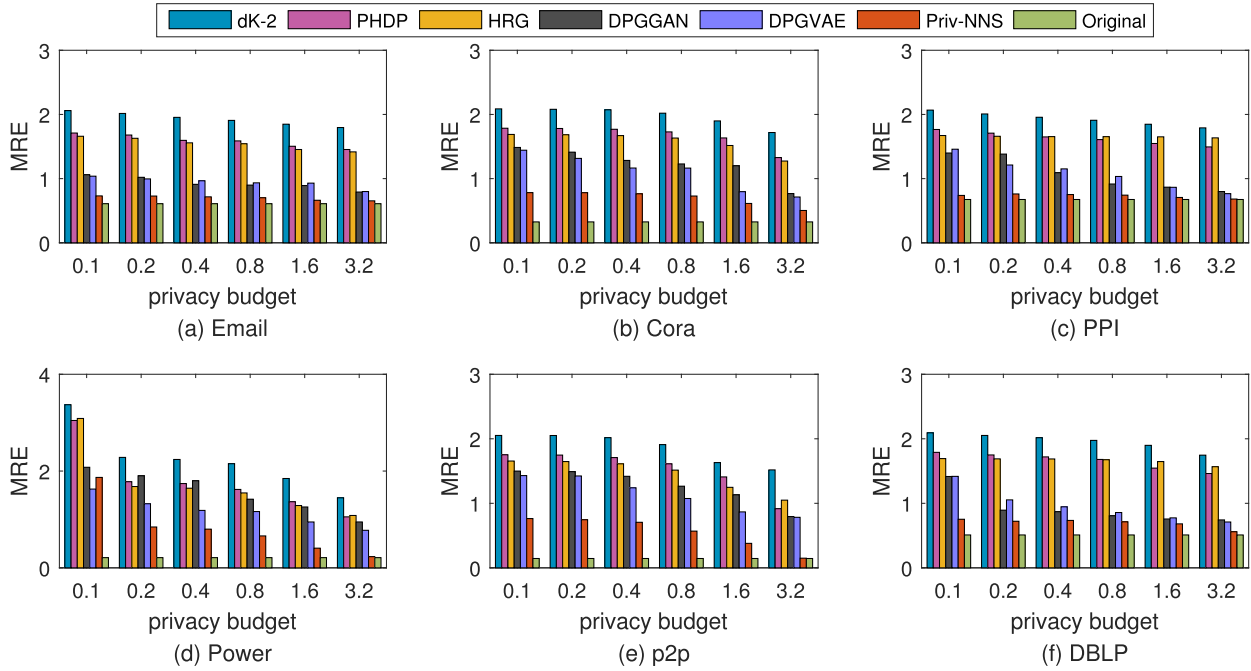 dK-2 PHDP HRG DPGGAN DPGVAE Priv-NNS Original
3
2
1
0
MRE
0.1 0.2 0.4 0.8 1.6 3.2
privacy budget
(a) Email
3
2
1
0
MRE
0.1 0.2 0.4 0.8 1.6 3.2
privacy budget
(b) Cora
3
2
1
0
MRE
0.1 0.2 0.4 0.8 1.6 3.2
privacy budget
(c) PPI
4
2
0
MRE
0.1 0.2 0.4 0.8 1.6 3.2
privacy budget
(d) Power
3
2
1
0
MRE
0.1 0.2 0.4 0.8 1.6 3.2
privacy budget
(e) p2p
3
2
1
0
MRE
0.1 0.2 0.4 0.8 1.6 3.2
privacy budget
(f) DBLP